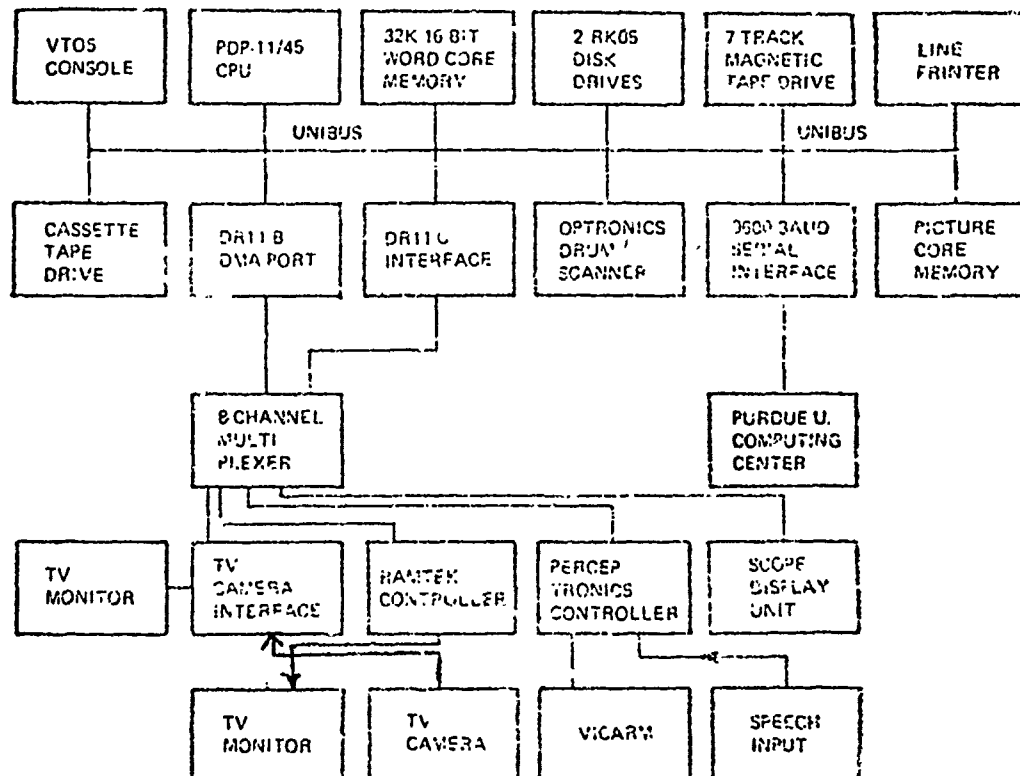 VT05
CONSOLE
PDP-11/45
CPU
32K 16 BIT
WORD CORE
MEMORY
2 RK05
DISK
DRIVES
7 TRACK
MAGNETIC
TAPE DRIVE
LINE
PRINTER
UNIBUS
UNIBUS
CASSETTE
TAPE
DRIVE
DR11 B
DMA PORT
DR11 C
INTERFACE
OPTRONICS
DRUM
SCANNER
9600 BAUD
SERIAL
INTERFACE
PICTURE
CORE
MEMORY
8 CHANNEL
MULTI
PLEXER
PURDUE U.
COMPUTING
CENTER
TV
MONITOR
TV
CAMERA
INTERFACE
RAMTEK
CONTROLLER
PERCEP
TRONICS
CONTROLLER
SCOPE
DISPLAY
UNIT
TV
MONITOR
TV
CAMERA
VICARM
SPEECH
INPUT